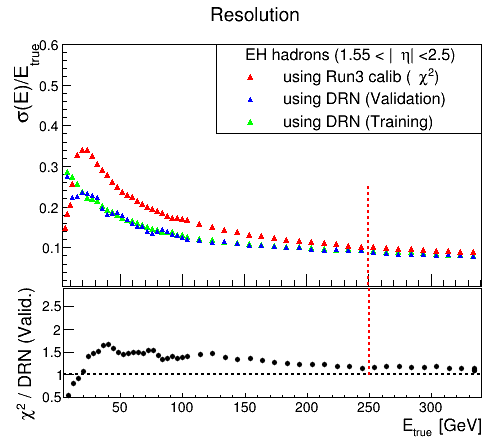 Resolution
σ(E)/E_true
0.6
0.5
0.4
0.3
0.2
0.1
EH hadrons (1.55 < | η| <2.5)
using Run3 calib ( χ²)
using DRN (Validation)
using DRN (Training)
χ² / DRN (Valid.)
2.5
2
1.5
1
0.5
50 100 150 200 250 300
E_true [GeV]